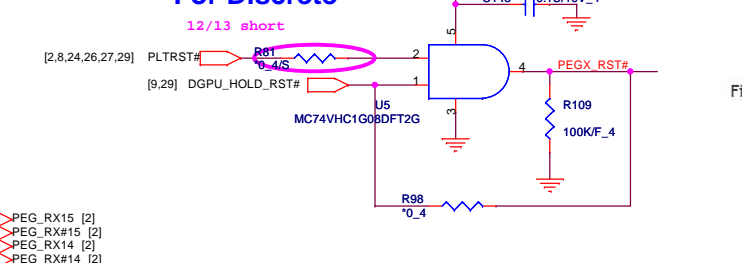 For Discrete
12/13 short
[2,8,24,26,27,29] PLTRST#
R81
*0_4/S
[9,29] DGPU_HOLD_RST#
2
1
5
4
3
U5
MC74VHC1G08DFT2G
PEGX_RST#
R109
100K/F_4
R98
*0_4
PEG_RX15 [2]
PEG_RX#15 [2]
PEG_RX14 [2]
PEG_RX#14 [2]